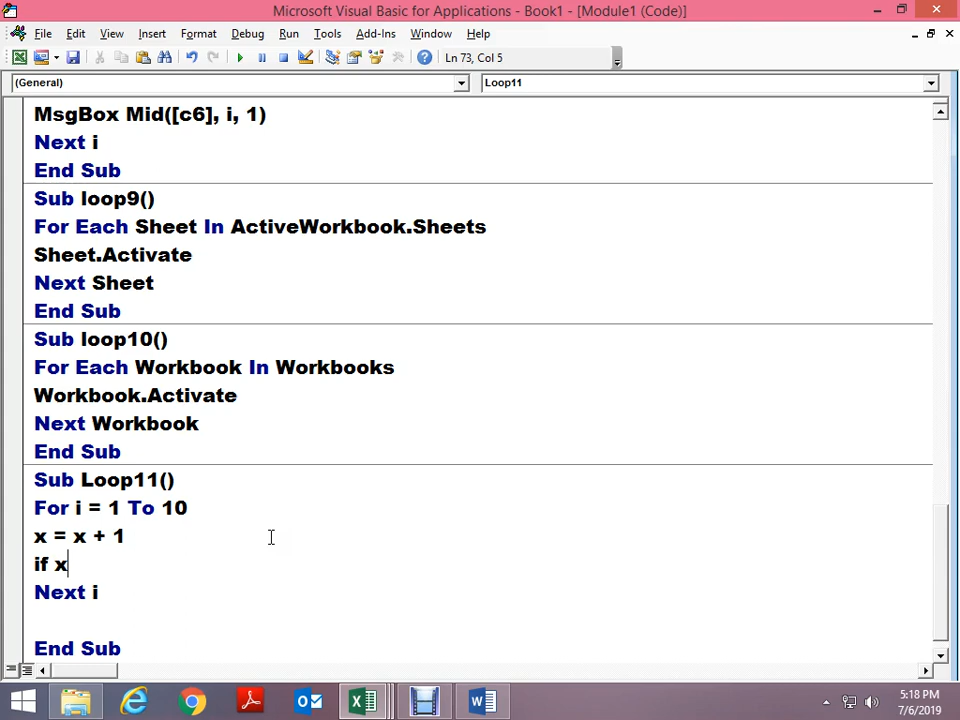 Microsoft Visual Basic for Applications - Book1 - [Module1 (Code)]
File Edit View Insert Format Debug Run Tools Add-Ins Window Help
Ln 73, Col 5
(General) Loop11
MsgBox Mid([c6], i, 1)
Next i
End Sub
Sub loop9()
For Each Sheet In ActiveWorkbook.Sheets
Sheet.Activate
Next Sheet
End Sub
Sub loop10()
For Each Workbook In Workbooks
Workbook.Activate
Next Workbook
End Sub
Sub Loop11()
For i = 1 To 10
x = x + 1
if x
Next i
End Sub
5:18 PM
7/6/2019